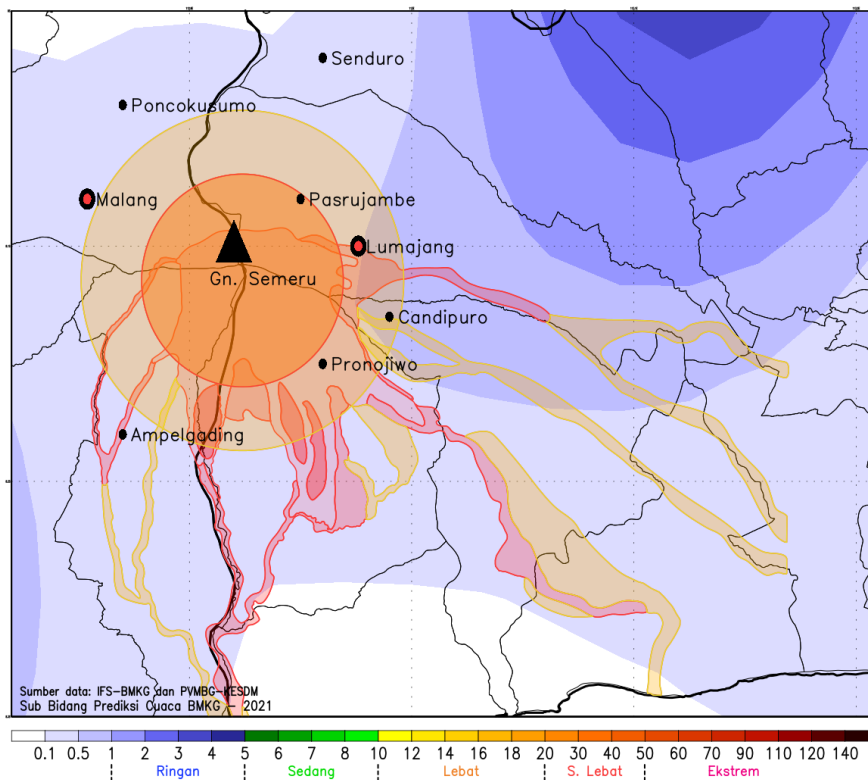 Senduro
Poncokusumo
Malang
Pasrujambe
Lumajang
Gn. Semeru
Candipuro
Pronojiwo
Ampelgading
Sumber data: IFS-BMKG dan PVMBG-KESDM
Sub Bidang Prediksi Cuaca BMKG - 2021
0.1 0.5 1 2 3 4 5 6 7 8 10 12 14 16 18 20 30 40 50 60 70 90 110 120 140
Ringan Sedang Lebat S. Lebat Ekstrem